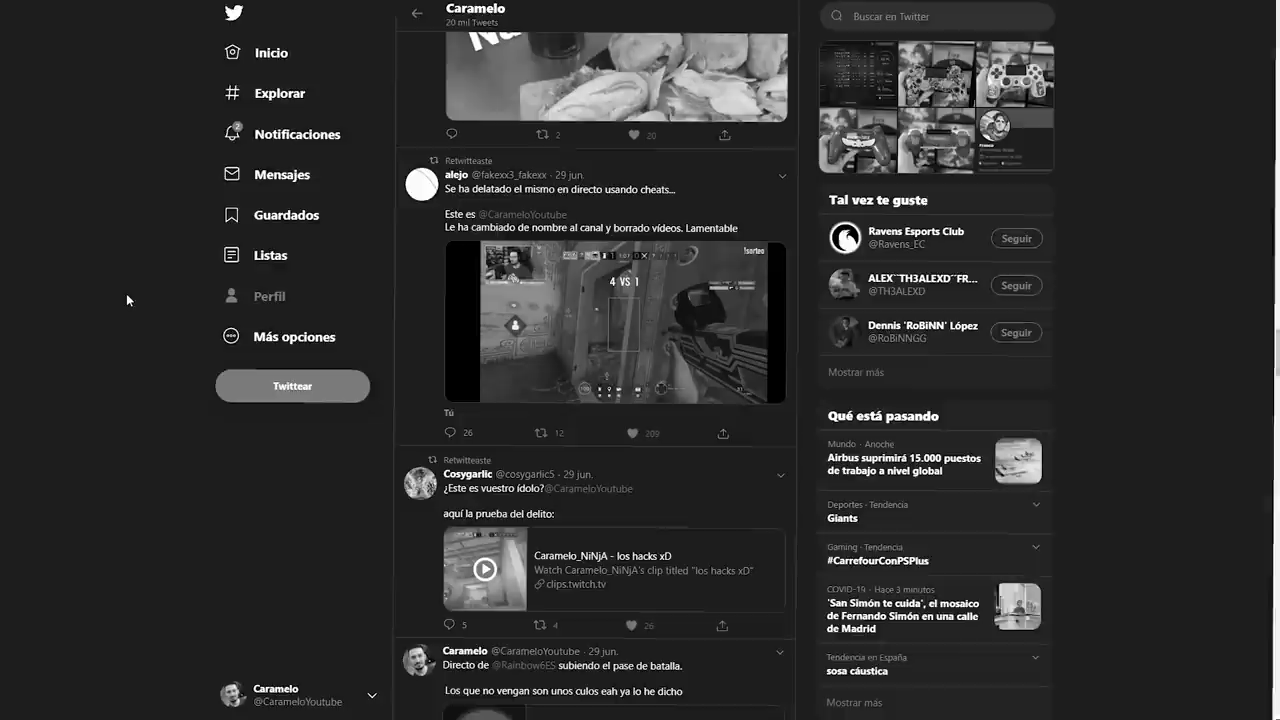 Inicio
Explorar
Notificaciones
2
Mensajes
Guardados
Listas
Perfil
Más opciones
Twittear
Caramelo
@CarameloYoutube
Caramelo
20 mil Tweets
2
20
Retwitteaste
alejo @fakexx3_fakexx · 29 jun.
Se ha delatado el mismo en directo usando cheats...
Este es @CarameloYoutube
Le ha cambiado de nombre al canal y borrado vídeos. Lamentable
!sorteo
4 VS 1
Tú
26
12
209
Retwitteaste
Cosygarlic @cosygarlic5 · 29 jun.
¿Este es vuestro ídolo?@CarameloYoutube
aquí la prueba del delito:
Caramelo_NiNjA - los hacks xD
Watch Caramelo_NiNjA's clip titled "los hacks xD"
clips.twitch.tv
5
4
26
Caramelo @CarameloYoutube · 29 jun.
Directo de @Rainbow6ES subiendo el pase de batalla.
Los que no vengan son unos culos eah ya lo he dicho
Buscar en Twitter
Tal vez te guste
Ravens Esports Club
@Ravens_EC
Seguir
ALEX¨TH3ALEXD¨FR...
@TH3ALEXD
Seguir
Dennis 'RoBiNN' López
@RoBiNNGG
Seguir
Mostrar más
Qué está pasando
Mundo · Anoche
Airbus suprimirá 15.000 puestos
de trabajo a nivel global
Deportes · Tendencia
Giants
Gaming · Tendencia
#CarrefourConPSPlus
COVID-19 · Hace 3 minutos
'San Simón te cuida', el mosaico
de Fernando Simón en una calle
de Madrid
Tendencia en España
sosa cáustica
Mostrar más